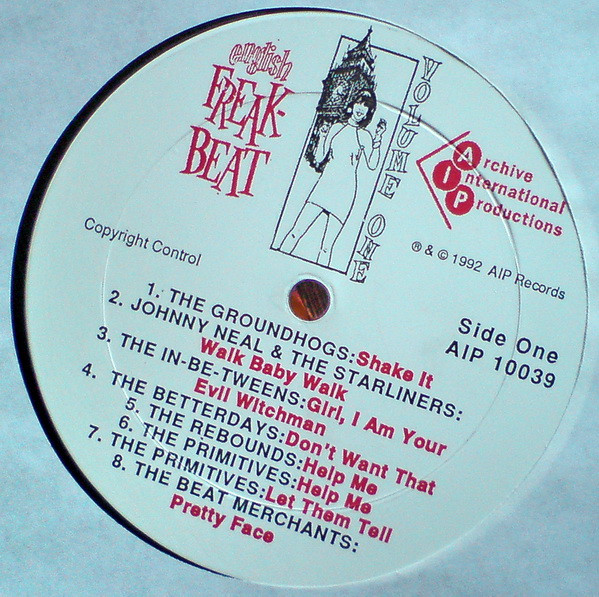 english
FREAK-
BEAT
VOLUME ONE
Archive
International
Productions
Copyright Control
℗ & © 1992 AIP Records
Side One
AIP 10039
1. THE GROUNDHOGS:Shake It
2. JOHNNY NEAL & THE STARLINERS:
Walk Baby Walk
3. THE IN-BE-TWEENS:Girl, I Am Your
Evil Witchman
4. THE BETTERDAYS:Don't Want That
5. THE REBOUNDS:Help Me
6. THE PRIMITIVES:Help Me
7. THE PRIMITIVES:Let Them Tell
8. THE BEAT MERCHANTS:
Pretty Face